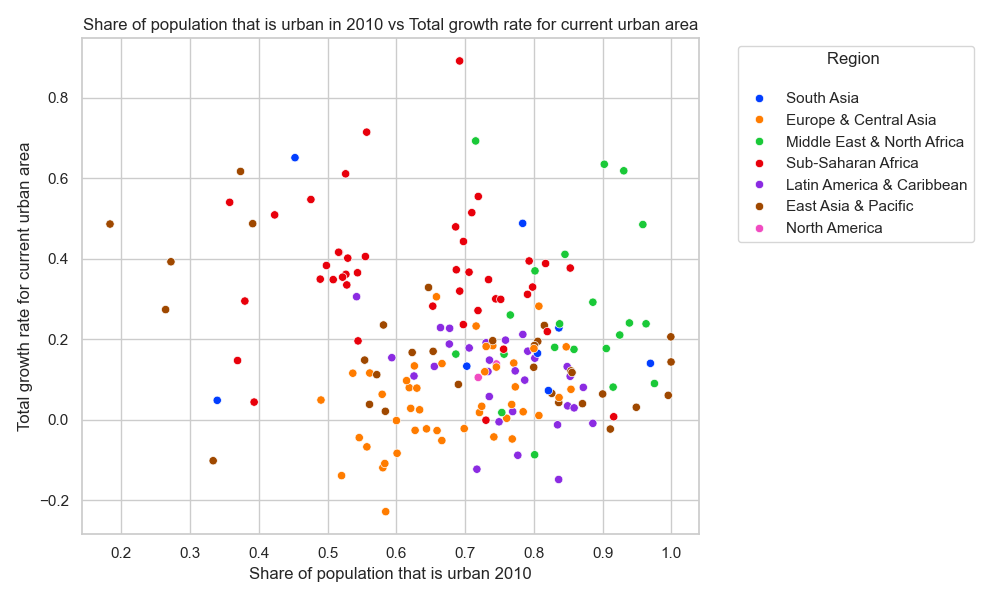 Share of population that is urban in 2010 vs Total growth rate for current urban area
Total growth rate for current urban area
0.8
0.6
0.4
0.2
0.0
−0.2
0.2 0.3 0.4 0.5 0.6 0.7 0.8 0.9 1.0
Share of population that is urban 2010
Region
South Asia
Europe & Central Asia
Middle East & North Africa
Sub-Saharan Africa
Latin America & Caribbean
East Asia & Pacific
North America